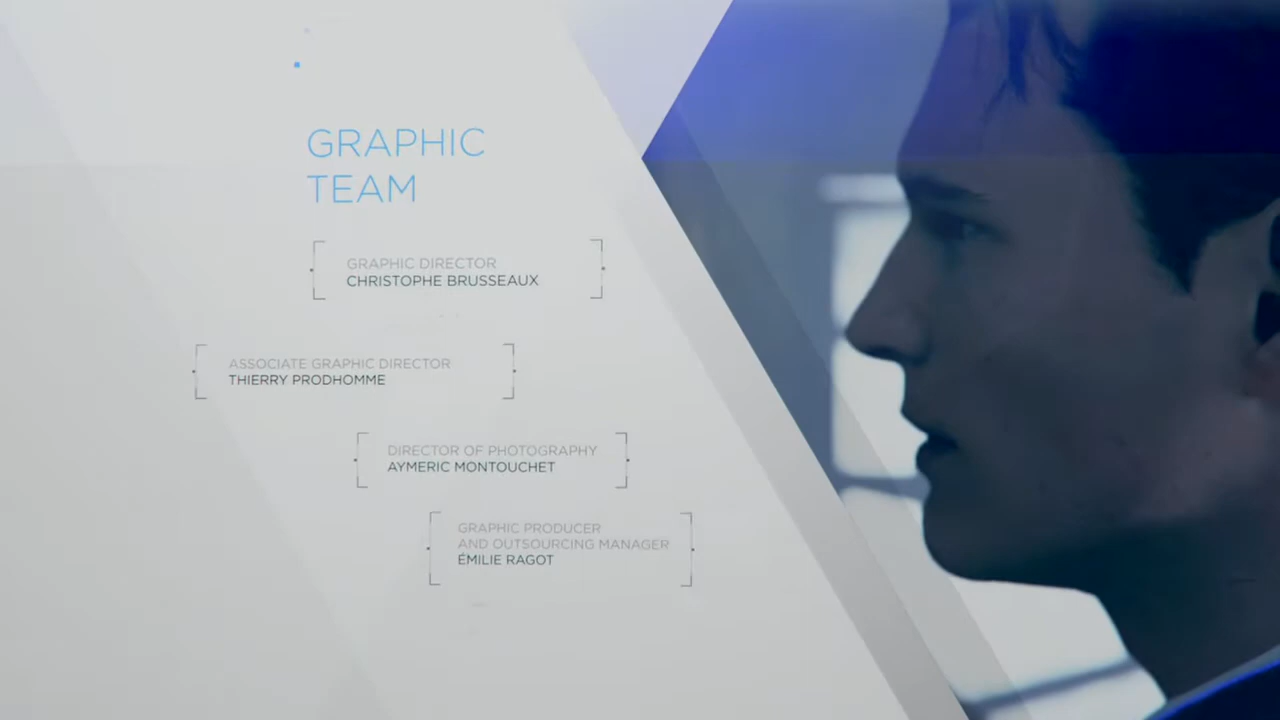 GRAPHIC
TEAM
GRAPHIC DIRECTOR
CHRISTOPHE BRUSSEAUX
ASSOCIATE GRAPHIC DIRECTOR
THIERRY PRODHOMME
DIRECTOR OF PHOTOGRAPHY
AYMERIC MONTOUCHET
GRAPHIC PRODUCER
AND OUTSOURCING MANAGER
ÉMILIE RAGOT